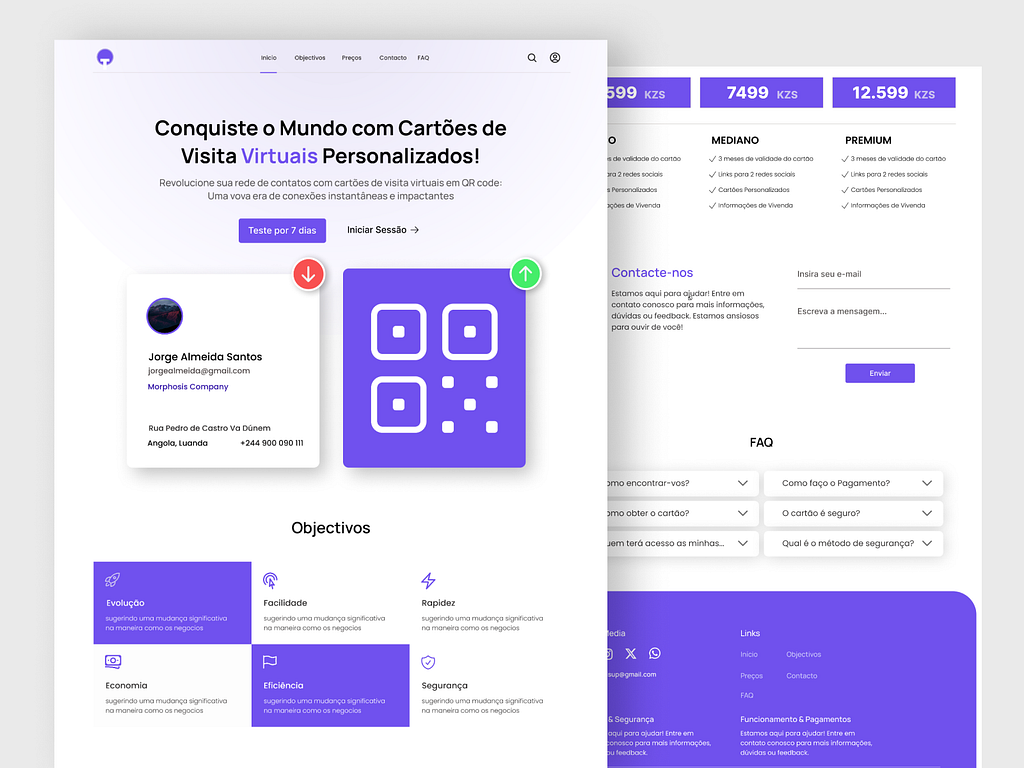 Inicio
Objectivos
Preços
Contacto
FAQ
Conquiste o Mundo com Cartões de
Visita Virtuais Personalizados!
Revolucione sua rede de contatos com cartões de visita virtuais em QR code:
Uma vova era de conexões instantâneas e impactantes
Teste por 7 dias
Iniciar Sessão
Jorge Almeida Santos
jorgealmeida@gmail.com
Morphosis Company
Rua Pedro de Castro Va Dúnem
Angola, Luanda
+244 900 090 111
Objectivos
Evolução
sugerindo uma mudança significativa
na maneira como os negocios
Facilidade
sugerindo uma mudança significativa
na maneira como os negocios
Rapidez
sugerindo uma mudança significativa
na maneira como os negocios
Economia
sugerindo uma mudança significativa
na maneira como os negocios
Eficiência
sugerindo uma mudança significativa
na maneira como os negocios
Segurança
sugerindo uma mudança significativa
na maneira como os negocios
599 KZS
7499 KZS
12.599 KZS
O
es de validade do cartão
ara 2 redes sociais
s Personalizados
ações de Vivenda
MEDIANO
3 meses de validade do cartão
Links para 2 redes sociais
Cartões Personalizados
Informações de Vivenda
PREMIUM
3 meses de validade do cartão
Links para 2 redes sociais
Cartões Personalizados
Informações de Vivenda
Contacte-nos
Estamos aqui para ajudar! Entre em
contato conosco para mais informações,
dúvidas ou feedback. Estamos ansiosos
para ouvir de você!
Insira seu e-mail
Escreva a mensagem...
Enviar
FAQ
omo encontrar-vos?
Como faço o Pagamento?
omo obter o cartão?
O cartão é seguro?
uem terá acesso as minhas...
Qual é o método de segurança?
Media
sup@gmail.com
Links
Inicio
Objectivos
Preços
Contacto
FAQ
& Segurança
aqui para ajudar! Entre em
conosco para mais informações,
ou feedback.
Funcionamento & Pagamentos
Estamos aqui para ajudar! Entre em
contato conosco para mais informações,
dúvidas ou feedback.